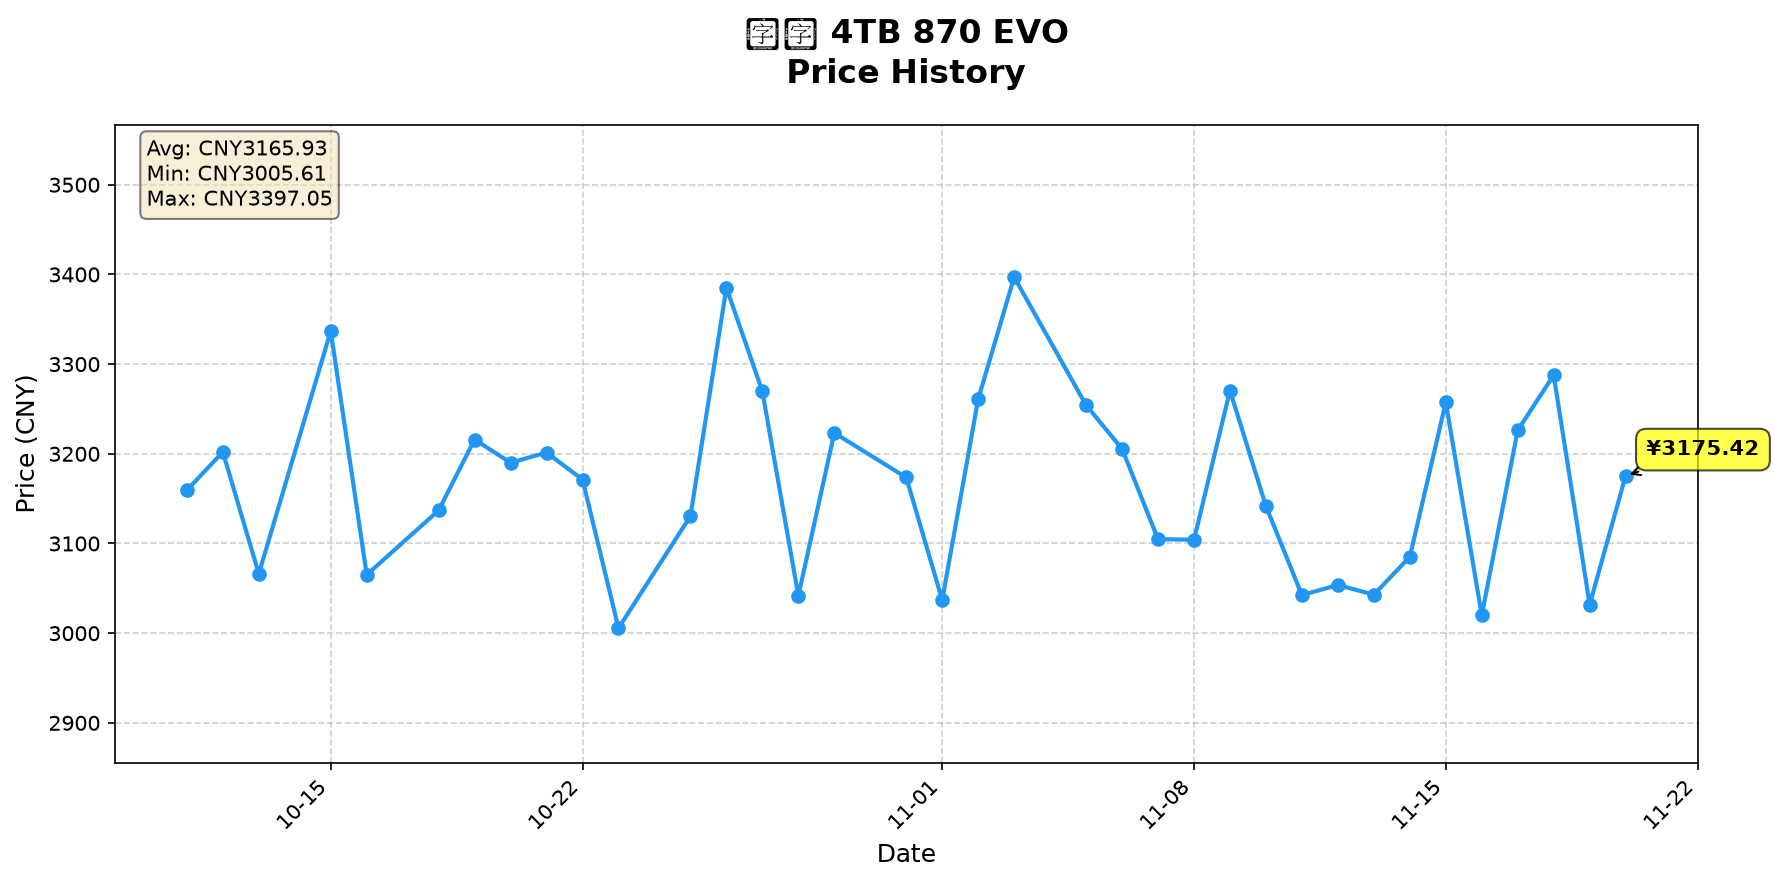 4TB 870 EVO
Price History
Avg: CNY3165.93
Min: CNY3005.61
Max: CNY3397.05
3500
3400
3300
3200
3100
3000
2900
Price (CNY)
¥3175.42
10-15
10-22
11-01
11-08
11-15
11-22
Date